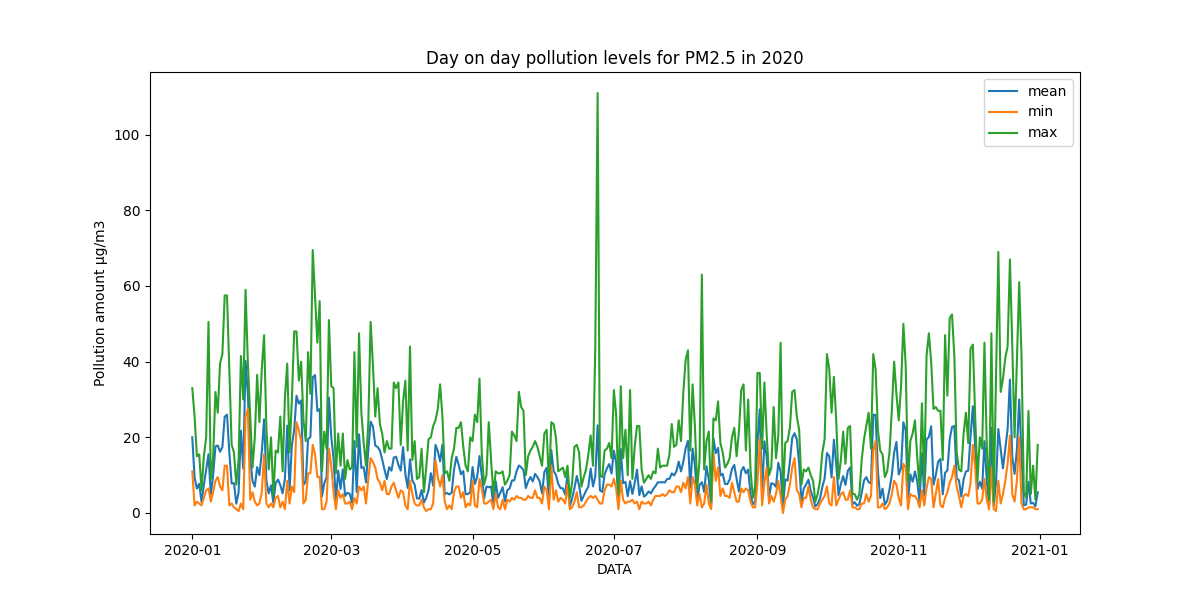 Day on day pollution levels for PM2.5 in 2020
mean
min
max
Pollution amount µg/m3
100
80
60
40
20
0
2020-01
2020-03
2020-05
2020-07
2020-09
2020-11
2021-01
DATA